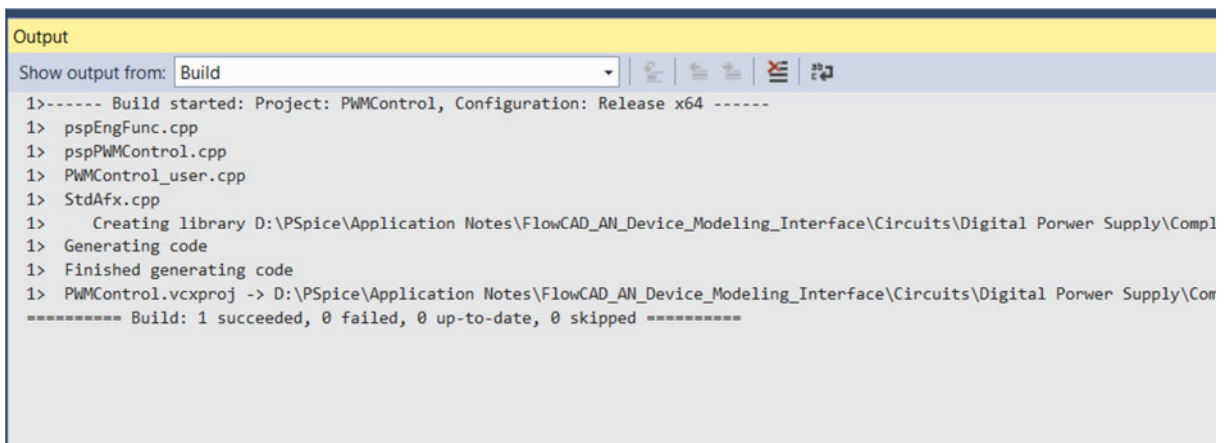 Output
Show output from: Build
1>------ Build started: Project: PWMControl, Configuration: Release x64 ------
1> pspEngFunc.cpp
1> pspPWMControl.cpp
1> PWMControl_user.cpp
1> StdAfx.cpp
1> Creating library D:\PSpice\Application Notes\FlowCAD_AN_Device_Modeling_Interface\Circuits\Digital Porwer Supply\Compl
1> Generating code
1> Finished generating code
1> PWMControl.vcxproj -> D:\PSpice\Application Notes\FlowCAD_AN_Device_Modeling_Interface\Circuits\Digital Porwer Supply\Com
========== Build: 1 succeeded, 0 failed, 0 up-to-date, 0 skipped ==========